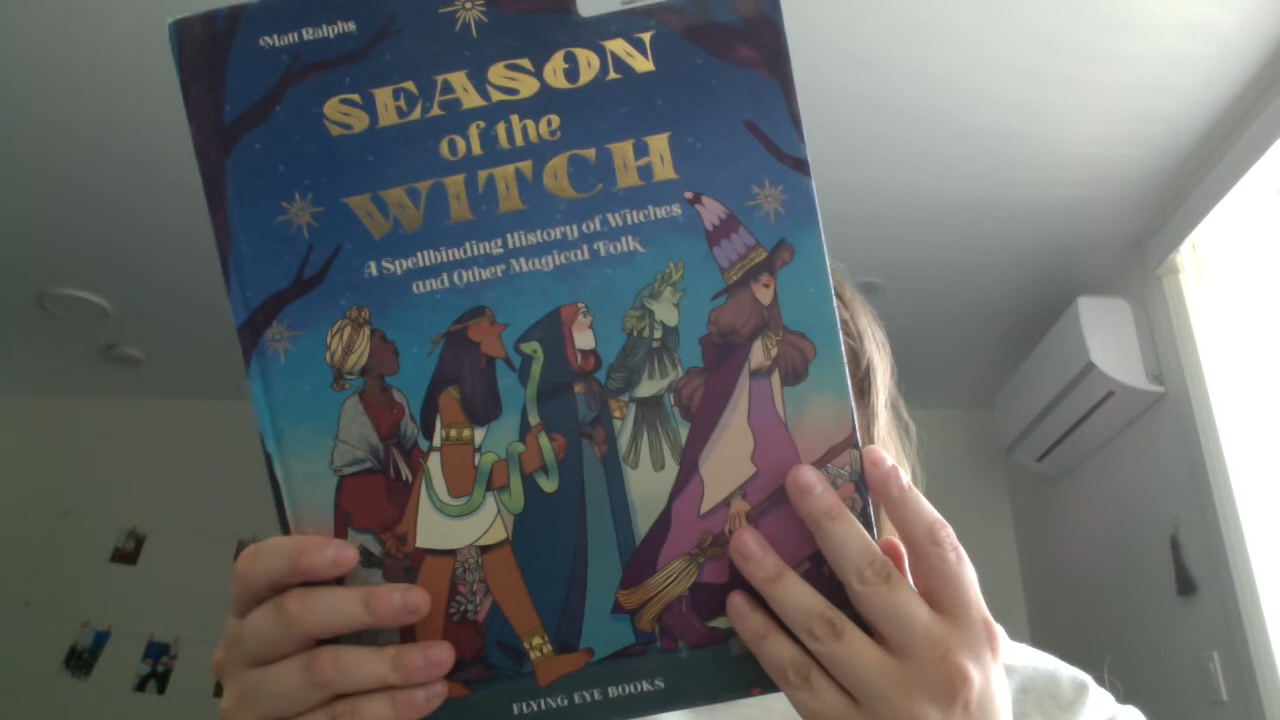 Matt Ralphs
SEASON
of the
WITCH
A Spellbinding History of Witches
and Other Magical Folk
FLYING EYE BOOKS